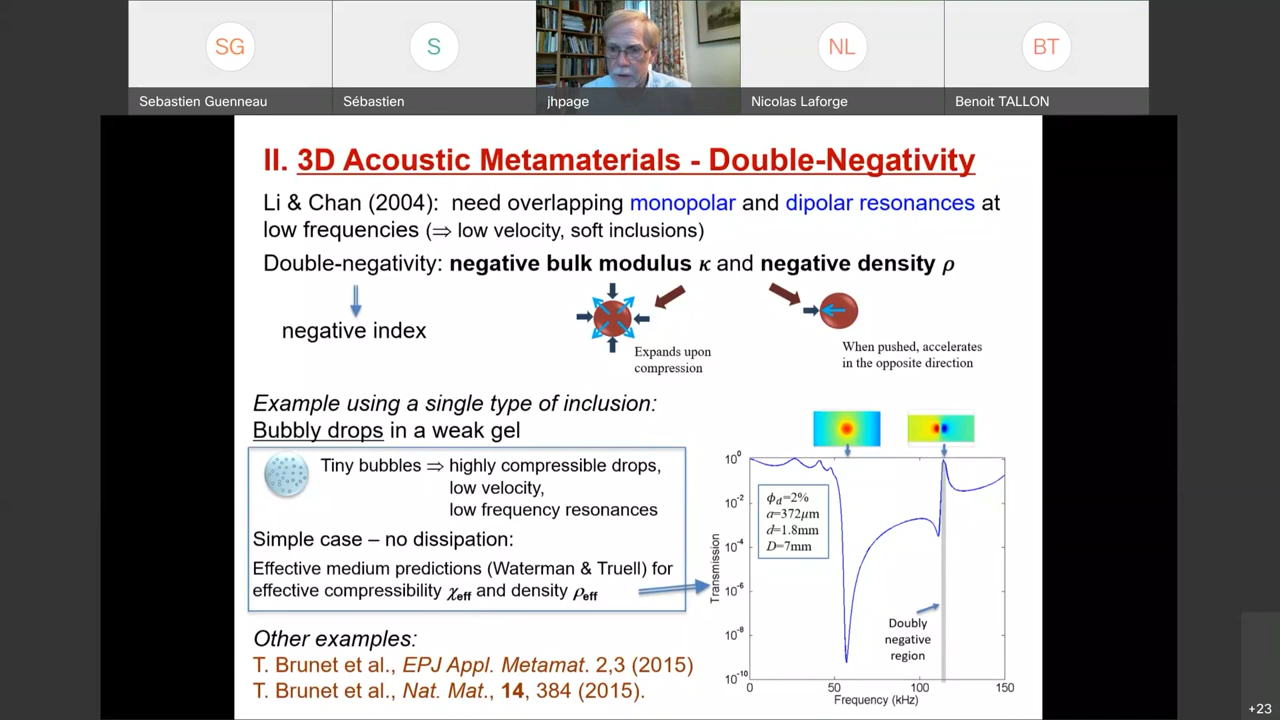 SG
S
NL
BT
Sebastien Guenneau
Sébastien
jhpage
Nicolas Laforge
Benoit TALLON
II. 3D Acoustic Metamaterials - Double-Negativity
Li & Chan (2004): need overlapping monopolar and dipolar resonances at
low frequencies (⇒ low velocity, soft inclusions)
Double-negativity: negative bulk modulus κ and negative density ρ
negative index
Expands upon
compression
When pushed, accelerates
in the opposite direction
Example using a single type of inclusion:
Bubbly drops in a weak gel
Tiny bubbles ⇒ highly compressible drops,
low velocity,
low frequency resonances
Simple case – no dissipation:
Effective medium predictions (Waterman & Truell) for
effective compressibility χeff and density ρeff
Other examples:
T. Brunet et al., EPJ Appl. Metamat. 2,3 (2015)
T. Brunet et al., Nat. Mat., 14, 384 (2015).
10⁰
10⁻²
10⁻⁴
10⁻⁶
10⁻⁸
10⁻¹⁰
Transmission
ϕd=2%
a=372μm
d=1.8mm
D=7mm
Doubly
negative
region
0
50
100
150
Frequency (kHz)
+23